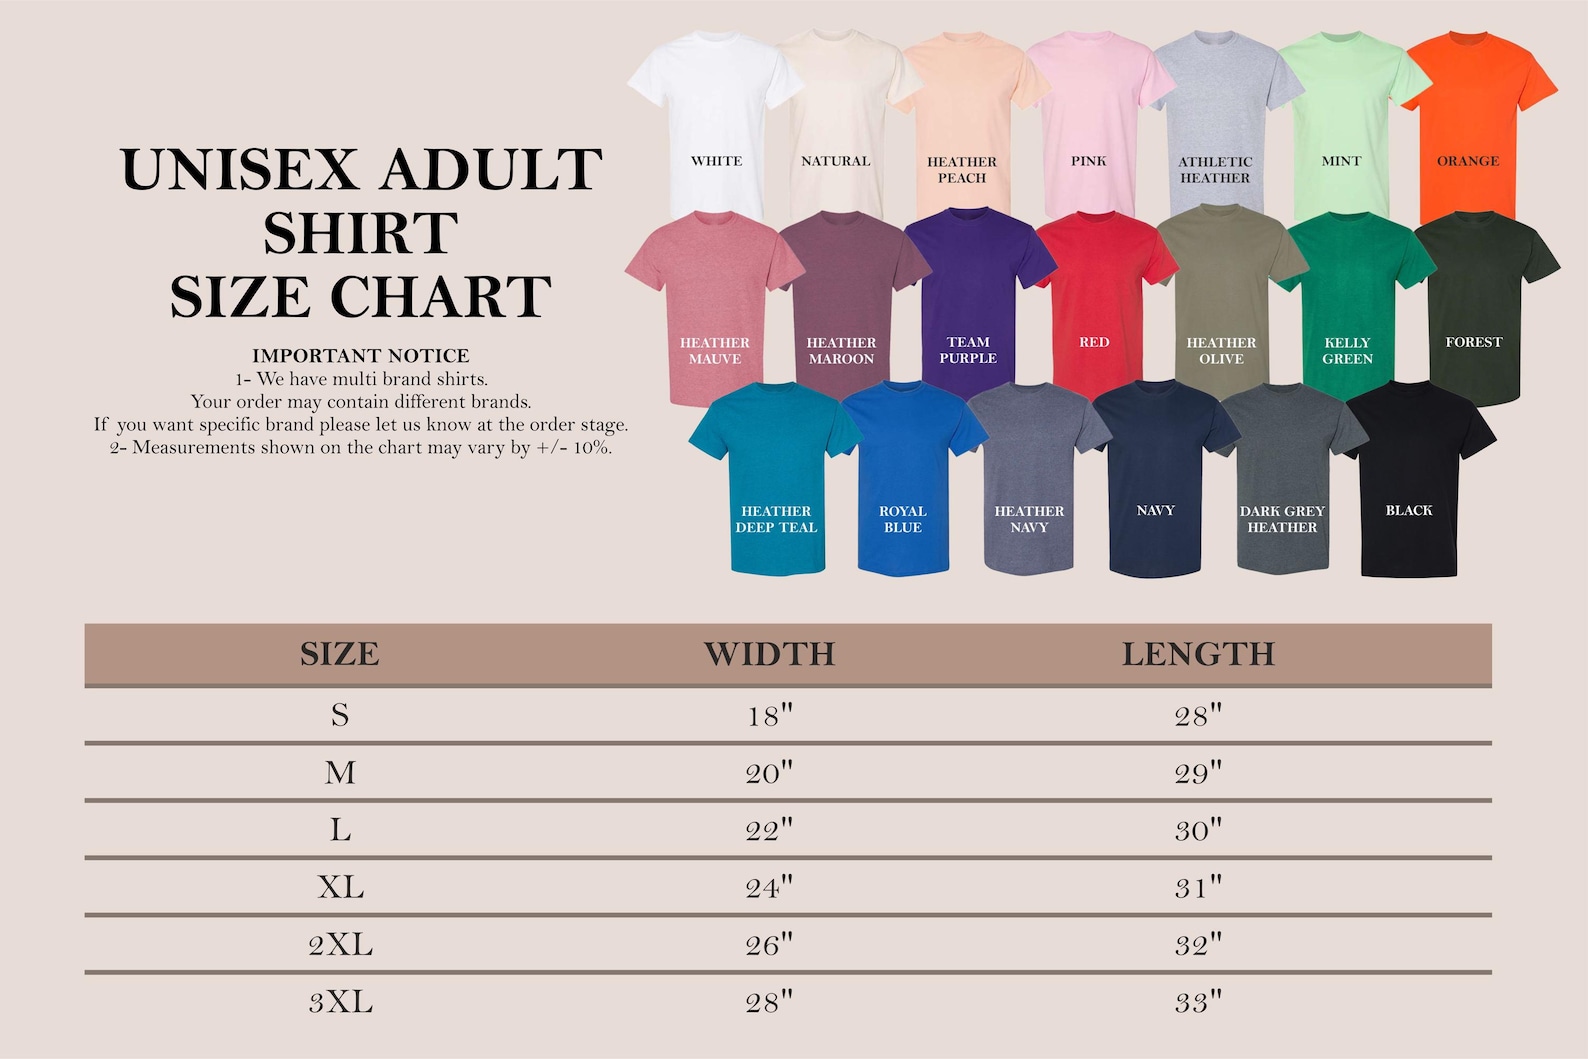 UNISEX ADULT
SHIRT
SIZE CHART
IMPORTANT NOTICE
1- We have multi brand shirts.
Your order may contain different brands.
If you want specific brand please let us know at the order stage.
2- Measurements shown on the chart may vary by +/- 10%.
WHITE
NATURAL
HEATHER
PEACH
PINK
ATHLETIC
HEATHER
MINT
ORANGE
HEATHER
MAUVE
HEATHER
MAROON
TEAM
PURPLE
RED
HEATHER
OLIVE
KELLY
GREEN
FOREST
HEATHER
DEEP TEAL
ROYAL
BLUE
HEATHER
NAVY
NAVY
DARK GREY
HEATHER
BLACK
SIZE WIDTH LENGTH
S 18" 28"
M 20" 29"
L 22" 30"
XL 24" 31"
2XL 26" 32"
3XL 28" 33"